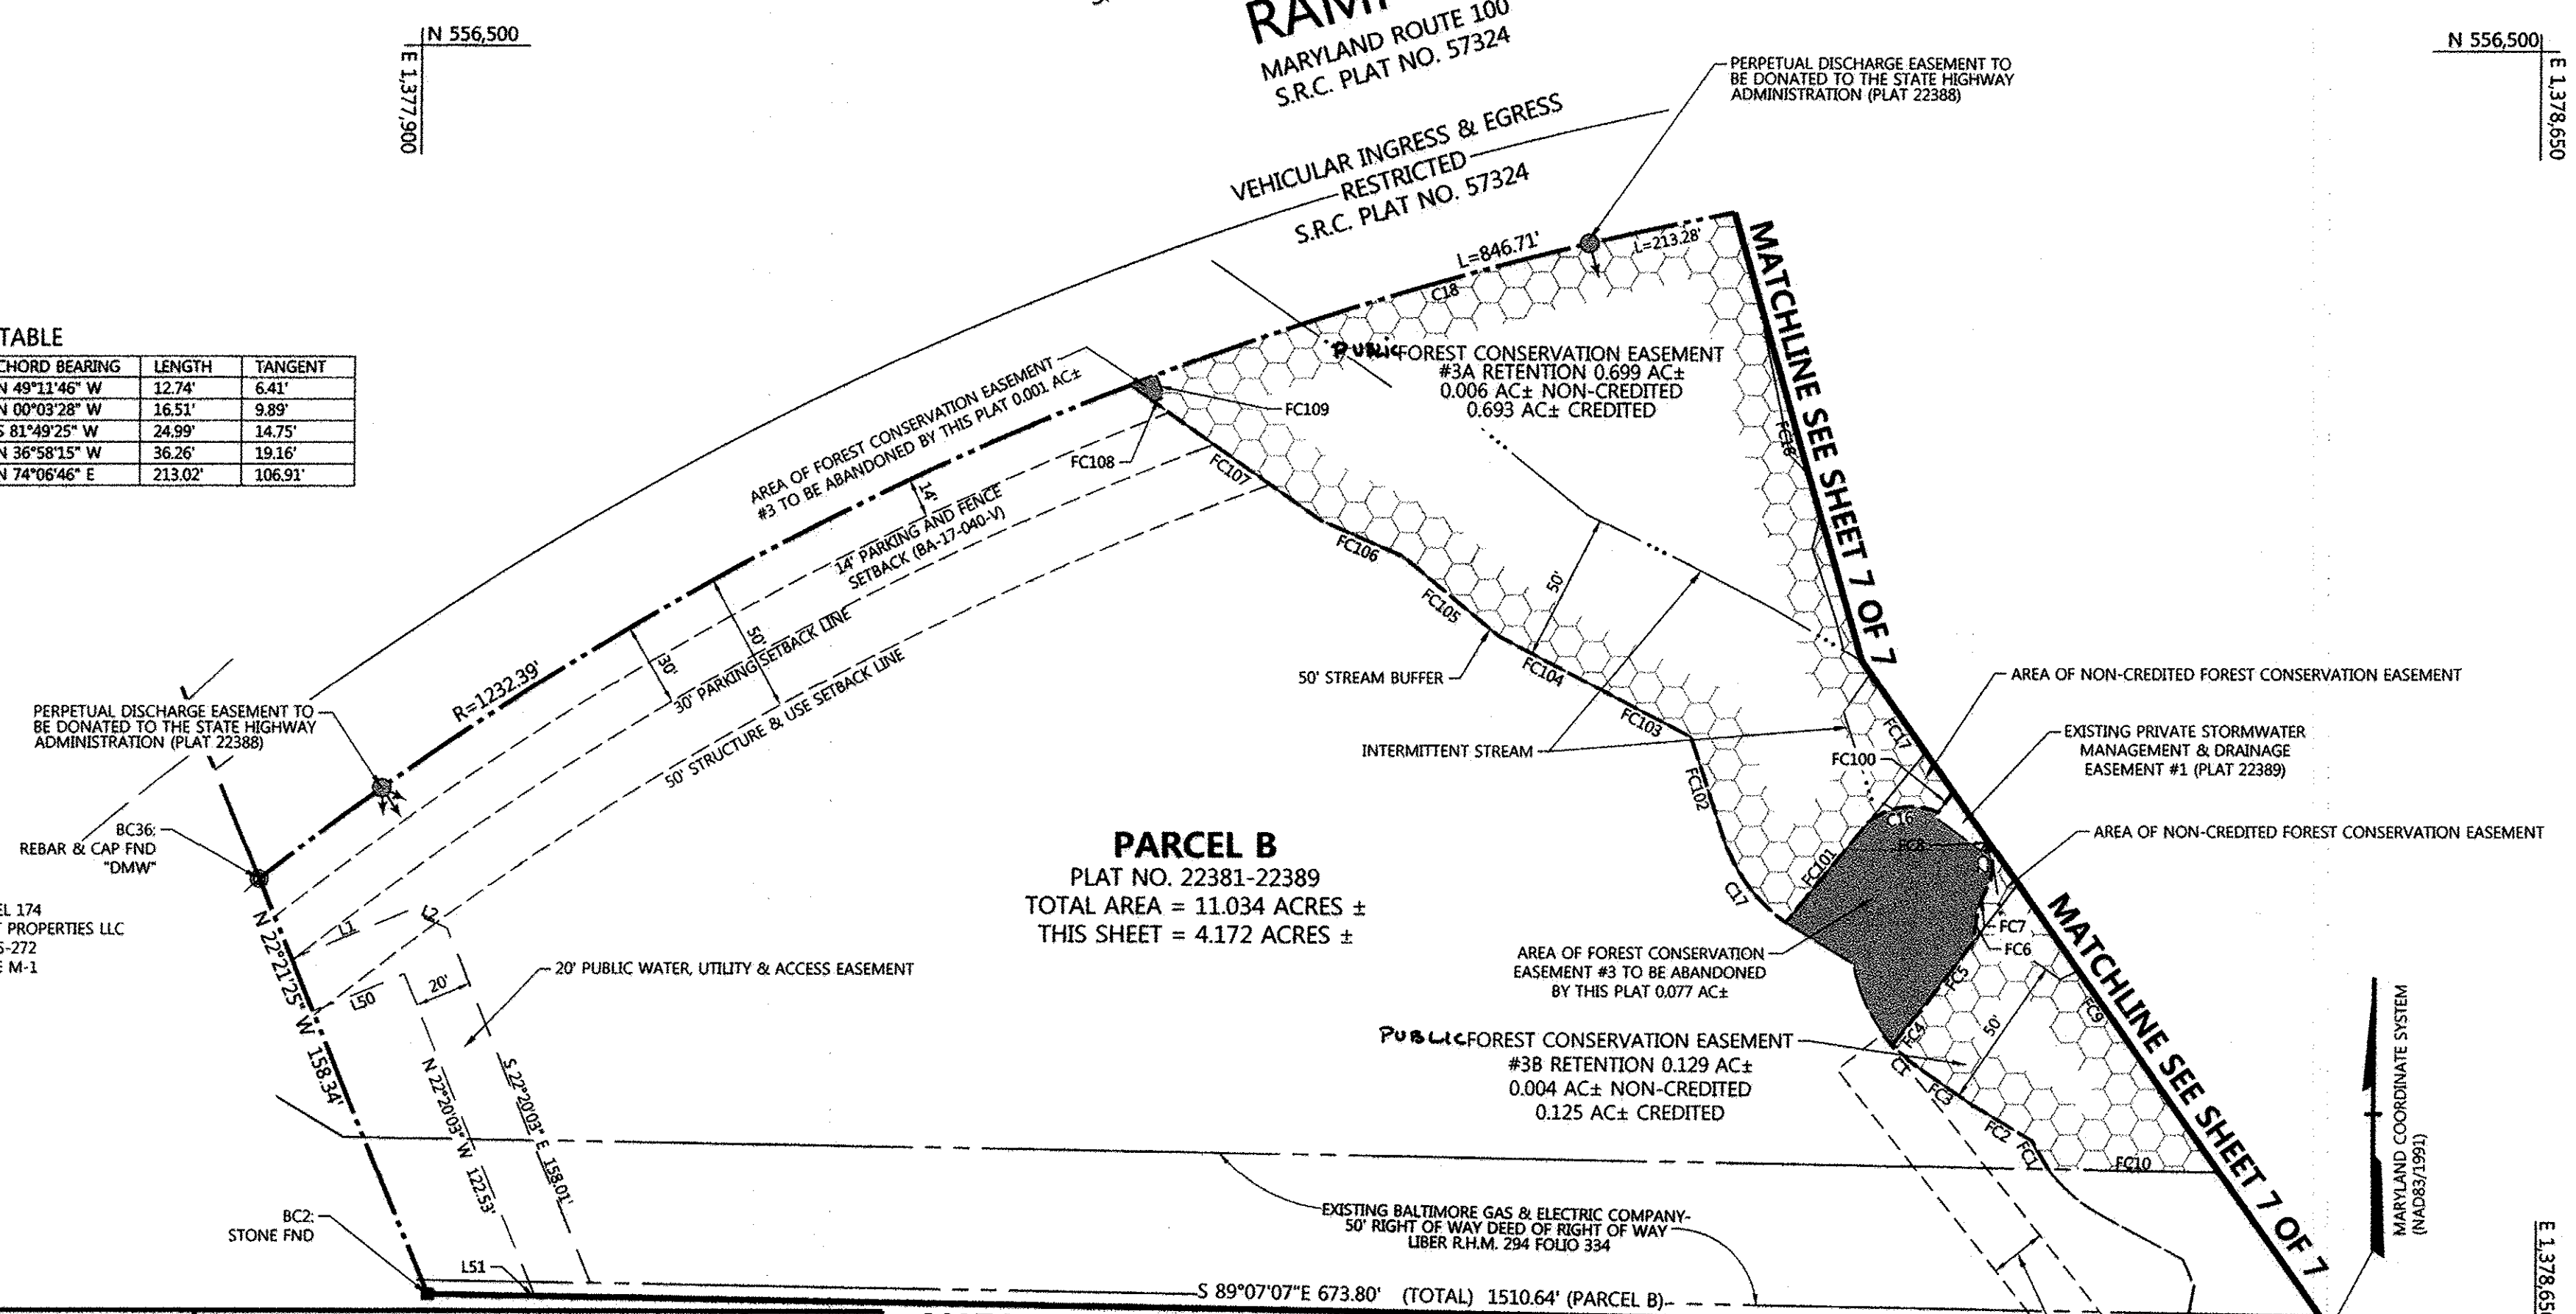 N 556,500
E 1,377,900
MARYLAND ROUTE 100
S.R.C. PLAT NO. 57324
N 556,500
E 1,378,650
PERPETUAL DISCHARGE EASEMENT TO
BE DONATED TO THE STATE HIGHWAY
ADMINISTRATION (PLAT 22388)
VEHICULAR INGRESS & EGRESS
RESTRICTED
S.R.C. PLAT NO. 57324
L=846.71'
L=213.28'
C18
MATCHLINE SEE SHEET 7 OF 7
TABLE
CHORD BEARING LENGTH TANGENT
N 49°11'46" W 12.74' 6.41'
N 00°03'28" W 16.51' 9.89'
S 81°49'25" W 24.99' 14.75'
N 36°58'15" W 36.26' 19.16'
N 74°06'46" E 213.02' 106.91'
PUBLIC FOREST CONSERVATION EASEMENT
#3A RETENTION 0.699 AC±
0.006 AC± NON-CREDITED
0.693 AC± CREDITED
AREA OF FOREST CONSERVATION EASEMENT
#3 TO BE ABANDONED BY THIS PLAT 0.001 AC±
FC109
FC108
FC107
FC18
14'
14' PARKING AND FENCE
SETBACK (BA-17-040-V)
FC106
FC105
50'
FC104
FC103
50' STREAM BUFFER
INTERMITTENT STREAM
30'
50'
30' PARKING SETBACK LINE
50' STRUCTURE & USE SETBACK LINE
R=1232.39'
PERPETUAL DISCHARGE EASEMENT TO
BE DONATED TO THE STATE HIGHWAY
ADMINISTRATION (PLAT 22388)
AREA OF NON-CREDITED FOREST CONSERVATION EASEMENT
EXISTING PRIVATE STORMWATER
MANAGEMENT & DRAINAGE
EASEMENT #1 (PLAT 22389)
FC17
FC100
FC102
C16
FC8
FC101
C17
AREA OF NON-CREDITED FOREST CONSERVATION EASEMENT
BC36:
REBAR & CAP FND
"DMW"
PARCEL B
PLAT NO. 22381-22389
TOTAL AREA = 11.034 ACRES ±
THIS SHEET = 4.172 ACRES ±
174
PROPERTIES LLC
-272
M-1
L1
L2
L50
20'
20' PUBLIC WATER, UTILITY & ACCESS EASEMENT
N 22°21'25" W 158.34'
N 22°20'03" W 122.53'
S 22°20'03" E 158.01'
FC7
FC6
FC5
FC4
AREA OF FOREST CONSERVATION
EASEMENT #3 TO BE ABANDONED
BY THIS PLAT 0.077 AC±
MATCHLINE SEE SHEET 7 OF 7
FC9
50'
PUBLIC FOREST CONSERVATION EASEMENT
#3B RETENTION 0.129 AC±
0.004 AC± NON-CREDITED
0.125 AC± CREDITED
C1
FC3
FC2
FC1
FC10
MARYLAND COORDINATE SYSTEM
(NAD83/1991)
EXISTING BALTIMORE GAS & ELECTRIC COMPANY-
50' RIGHT OF WAY DEED OF RIGHT OF WAY
LIBER R.H.M. 294 FOLIO 334
BC2:
STONE FND
L51
S 89°07'07"E 673.80' (TOTAL) 1510.64' (PARCEL B)
E 1,378,650